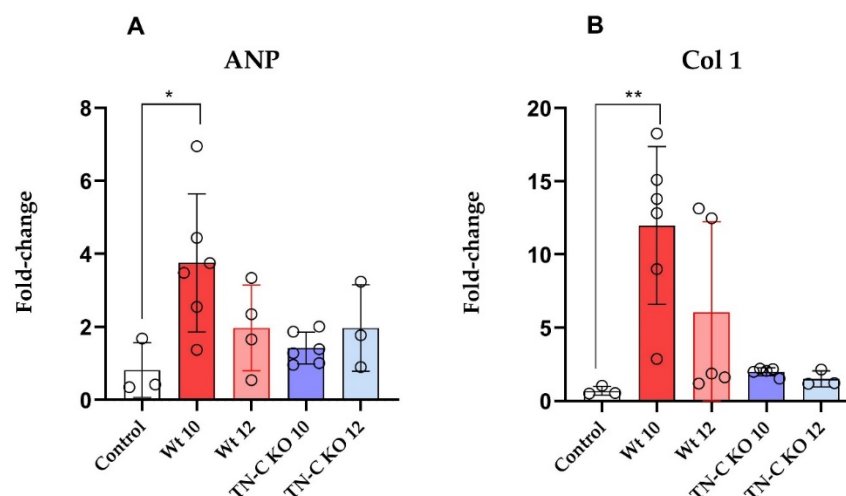 A
ANP
*
Fold-change
8
6
4
2
0
Control
Wt 10
Wt 12
TN-C KO 10
TN-C KO 12
B
Col 1
**
Fold-change
20
15
10
5
0
Control
Wt 10
Wt 12
TN-C KO 10
TN-C KO 12